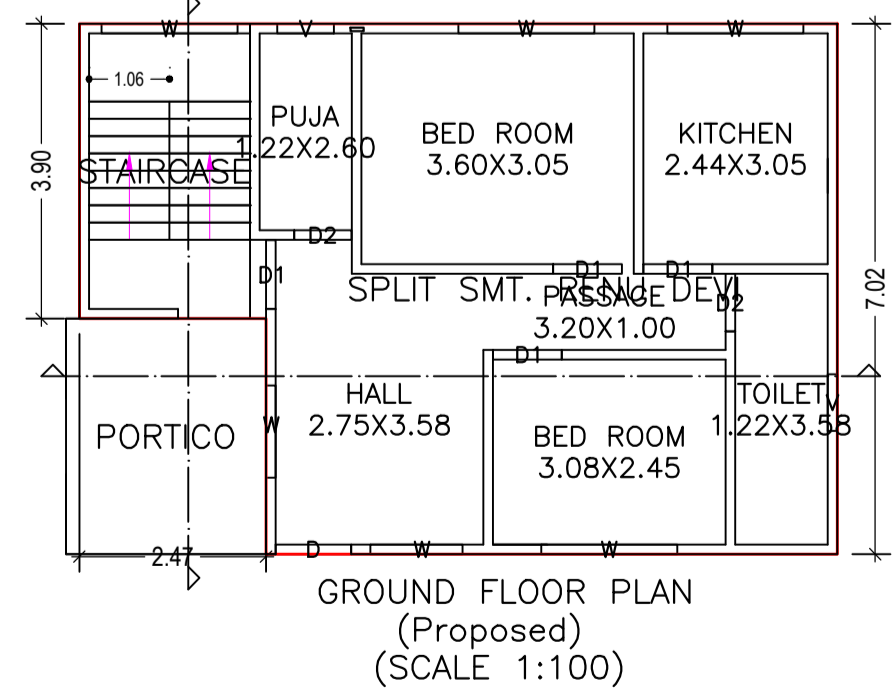 W
V
W
W
1.06
PUJA
1.22X2.60
BED ROOM
3.60X3.05
KITCHEN
2.44X3.05
3.90
STAIRCASE
D2
D1
D1
D1
SPLIT SMT. RENU DEVI
PASSAGE
3.20X1.00
D2
7.02
D1
HALL
2.75X3.58
TOILET
1.22X3.58
V
W
PORTICO
BED ROOM
3.08X2.45
2.47
D
W
W
GROUND FLOOR PLAN
(Proposed)
(SCALE 1:100)